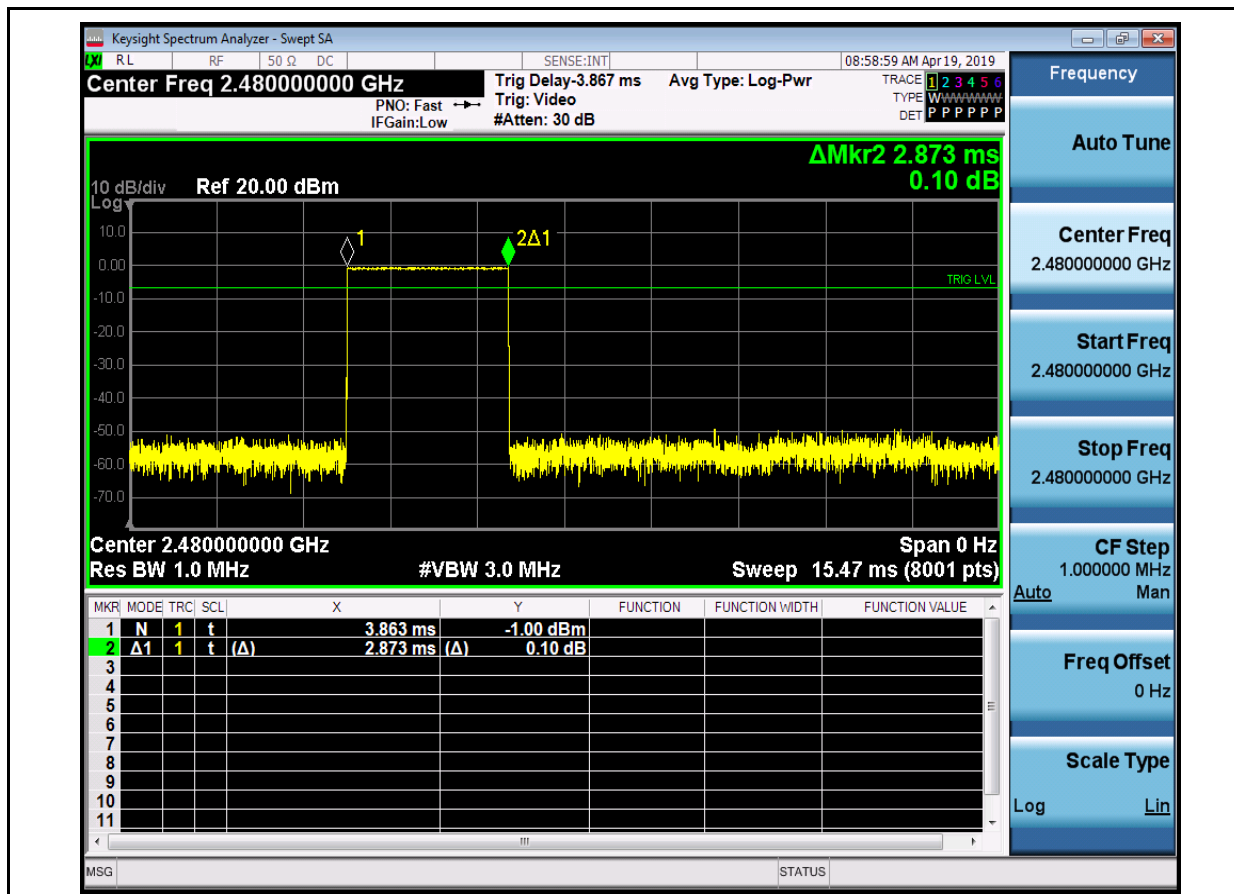 Keysight Spectrum Analyzer - Swept SA
LXI RL RF 50 Ω DC SENSE:INT 08:58:59 AM Apr 19, 2019
Center Freq 2.480000000 GHz
PNO: Fast
IFGain:Low
Trig Delay-3.867 ms
Trig: Video
#Atten: 30 dB
Avg Type: Log-Pwr
TRACE 1 2 3 4 5 6
TYPE WWWWWW
DET P P P P P P
ΔMkr2 2.873 ms
0.10 dB
10 dB/div Ref 20.00 dBm
Log
10.0
0.00
-10.0
-20.0
-30.0
-40.0
-50.0
-60.0
-70.0
1
2Δ1
TRIG LVL
Center 2.480000000 GHz Span 0 Hz
Res BW 1.0 MHz #VBW 3.0 MHz Sweep 15.47 ms (8001 pts)
MKR MODE TRC SCL X Y FUNCTION FUNCTION WIDTH FUNCTION VALUE
1 N 1 t 3.863 ms -1.00 dBm
2 Δ1 1 t (Δ) 2.873 ms (Δ) 0.10 dB
3
4
5
6
7
8
9
10
11
MSG STATUS
Frequency
Auto Tune
Center Freq
2.480000000 GHz
Start Freq
2.480000000 GHz
Stop Freq
2.480000000 GHz
CF Step
1.000000 MHz
Auto Man
Freq Offset
0 Hz
Scale Type
Log Lin